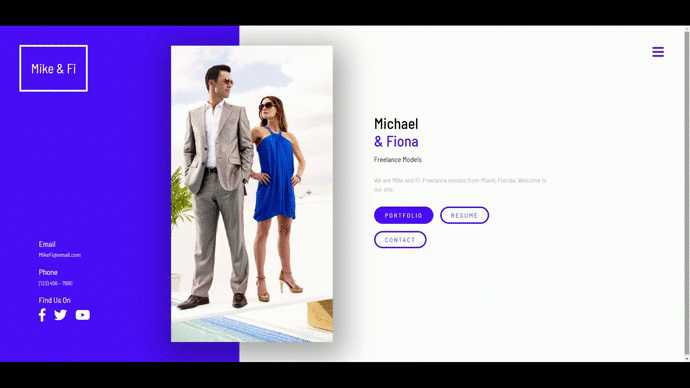 Mike & Fi
Michael
& Fiona
Freelance Models
We are Mike and Fi. Freelance models from Miami, Florida. Welcome to
our site.
PORTFOLIO
RESUME
CONTACT
Email
MikeFi@email.com
Phone
(123) 456 - 7890
Find Us On